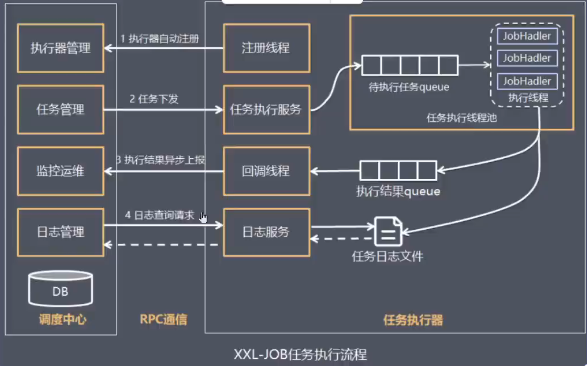 执行器管理
1 执行器自动注册
注册线程
JobHadler
JobHadler
JobHadler
执行线程
待执行任务queue
任务执行线程池
任务管理
2 任务下发
任务执行服务
监控运维
3 执行结果异步上报
回调线程
执行结果queue
日志管理
4 日志查询请求
日志服务
任务日志文件
DB
调度中心
RPC通信
任务执行器
XXL-JOB任务执行流程